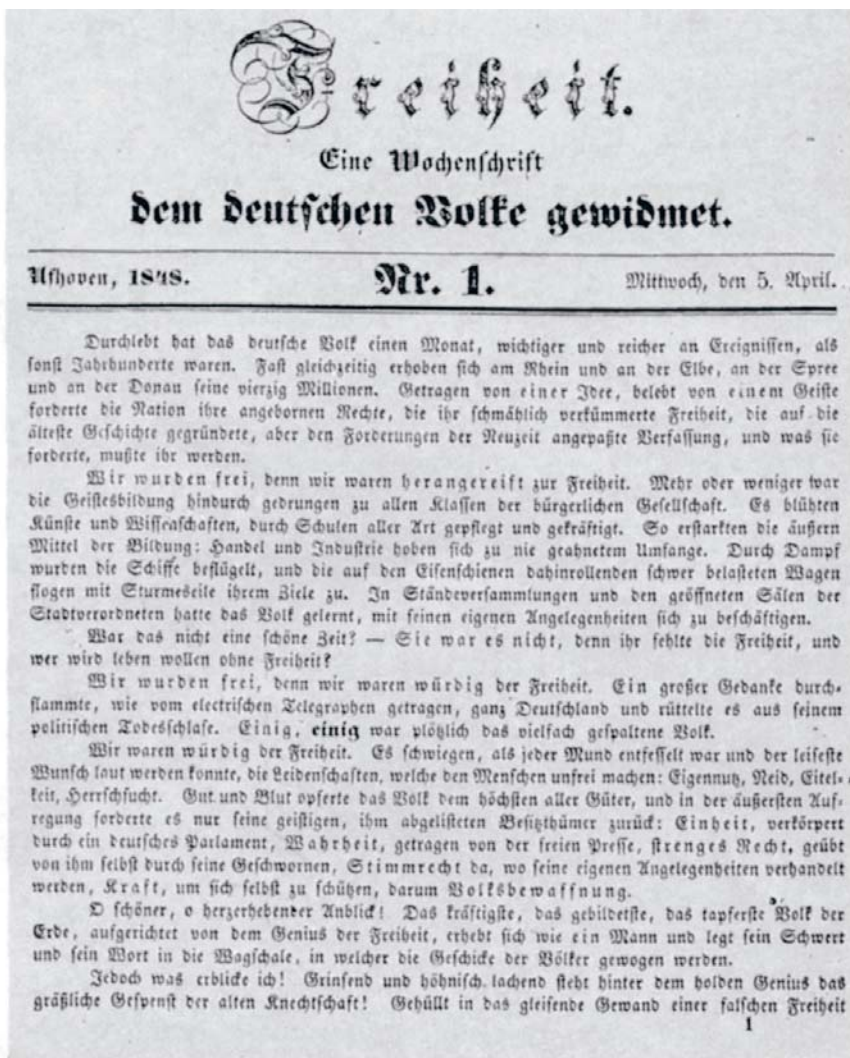 Freiheit.
Eine Wochenschrift
dem deutschen Volke gewidmet.
Ufhoven, 1848. Nr. 1. Mittwoch, den 5. April.
Durchlebt hat das deutsche Volk einen Monat, wichtiger und reicher an Ereignissen, als
sonst Jahrhunderte waren. Fast gleichzeitig erhoben sich am Rhein und an der Elbe, an der Spree
und an der Donau seine vierzig Millionen. Getragen von einer Idee, belebt von einem Geiste
forderte die Nation ihre angebornen Rechte, die ihr schmählich verkümmerte Freiheit, die auf die
älteste Geschichte gegründete, aber den Forderungen der Neuzeit angepaßte Verfassung, und was sie
forderte, mußte ihr werden.
Wir wurden frei, denn wir waren herangereift zur Freiheit. Mehr oder weniger war
die Geistesbildung hindurch gedrungen zu allen Klassen der bürgerlichen Gesellschaft. Es blühten
Künste und Wissenschaften, durch Schulen aller Art gepflegt und gekräftigt. So erstarkten die äußern
Mittel der Bildung: Handel und Industrie hoben sich zu nie geahnetem Umfange. Durch Dampf
wurden die Schiffe beflügelt, und die auf den Eisenschienen dahinrollenden schwer belasteten Wagen
flogen mit Sturmeseile ihrem Ziele zu. In Ständeversammlungen und den geöffneten Sälen der
Stadtverordneten hatte das Volk gelernt, mit seinen eigenen Angelegenheiten sich zu beschäftigen.
War das nicht eine schöne Zeit? — Sie war es nicht, denn ihr fehlte die Freiheit, und
wer wird leben wollen ohne Freiheit?
Wir wurden frei, denn wir waren würdig der Freiheit. Ein großer Gedanke durch-
flammte, wie vom electrischen Telegraphen getragen, ganz Deutschland und rüttelte es aus seinem
politischen Todesschlafe. Einig, einig war plötzlich das vielfach gespaltene Volk.
Wir waren würdig der Freiheit. Es schwiegen, als jeder Mund entfesselt war und der leiseste
Wunsch laut werden konnte, die Leidenschaften, welche den Menschen unfrei machen: Eigennutz, Neid, Eitel-
keit, Herrschsucht. Gut und Blut opferte das Volk dem höchsten aller Güter, und in der äußersten Auf-
regung forderte es nur seine geistigen, ihm abgelisteten Besitzthümer zurück: Einheit, verkörpert
durch ein deutsches Parlament, Wahrheit, getragen von der freien Presse, strenges Recht, geübt
von ihm selbst durch seine Geschwornen, Stimmrecht da, wo seine eigenen Angelegenheiten verhandelt
werden, Kraft, um sich selbst zu schützen, darum Volksbewaffnung.
O schöner, o herzerhebender Anblick! Das kräftigste, das gebildetste, das tapferste Volk der
Erde, aufgerichtet von dem Genius der Freiheit, erhebt sich wie ein Mann und legt sein Schwert
und sein Wort in die Wagschale, in welcher die Geschicke der Völker gewogen werden.
Jedoch was erblicke ich! Grinsend und höhnisch lachend steht hinter dem holden Genius das
gräßliche Gespenst der alten Knechtschaft! Gehüllt in das gleisende Gewand einer falschen Freiheit
1